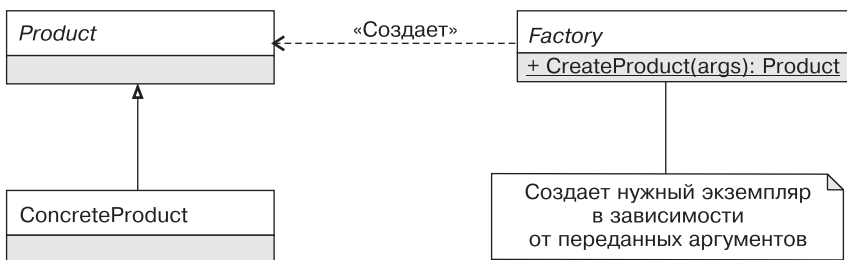 Product
«Создает»
Factory
+ CreateProduct(args): Product
ConcreteProduct
Создает нужный экземпляр
в зависимости
от переданных аргументов